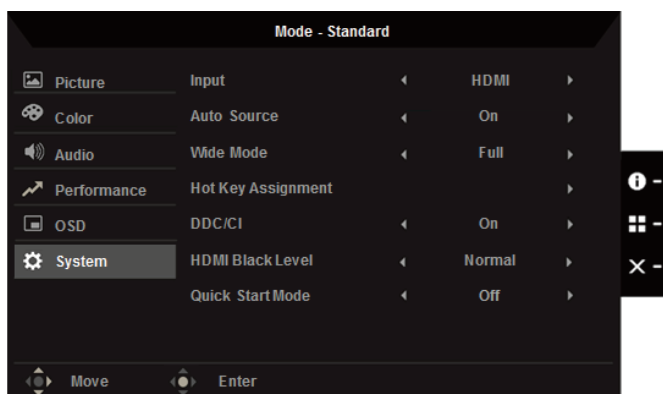 Mode - Standard
Picture
Color
Audio
Performance
OSD
System
Input HDMI
Auto Source On
Wide Mode Full
Hot Key Assignment
DDC/CI On
HDMI Black Level Normal
Quick Start Mode Off
Move Enter